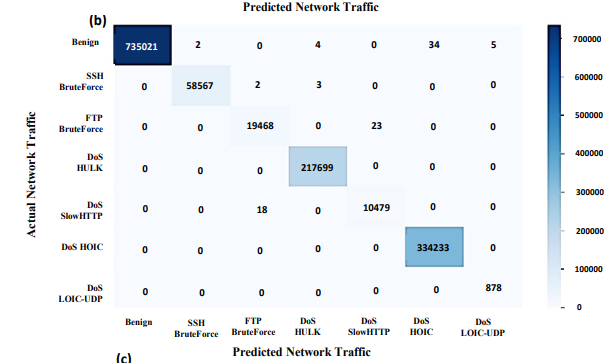 Predicted Network Traffic
(b)
Benign 735021 2 0 4 0 34 5
SSH
BruteForce 0 58567 2 3 0 0 0
FTP
BruteForce 0 0 19468 0 23 0 0
DoS
HULK 0 0 0 217699 0 0 0
DoS
SlowHTTP 0 0 18 0 10479 0 0
DoS HOIC 0 0 0 0 0 334233 0
DoS
LOIC-UDP 0 0 0 0 0 0 878
Actual Network Traffic
700000
600000
500000
400000
300000
200000
100000
0
Benign
SSH
BruteForce
FTP
BruteForce
DoS
HULK
DoS
SlowHTTP
DoS
HOIC
DoS
LOIC-UDP
Predicted Network Traffic
(c)